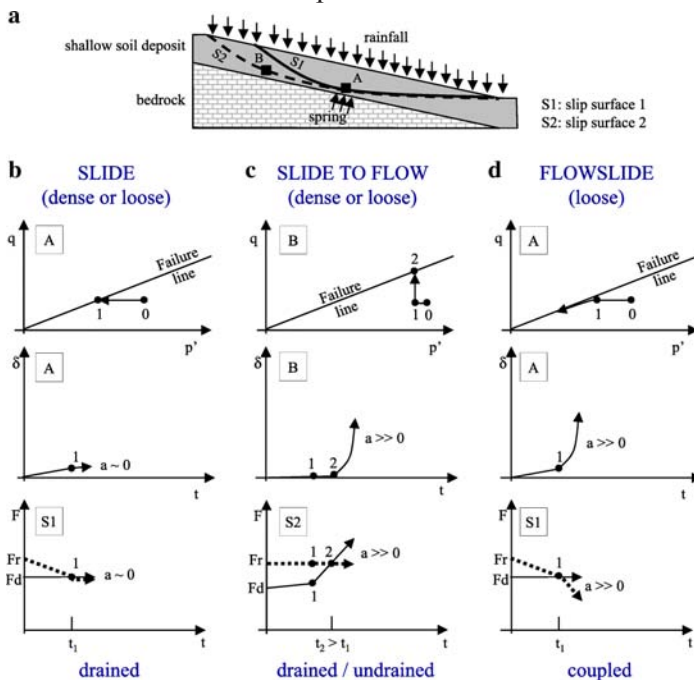 a
rainfall
shallow soil deposit
B
S2
S1
A
bedrock
spring
S1: slip surface 1
S2: slip surface 2
b
SLIDE
(dense or loose)
c
SLIDE TO FLOW
(dense or loose)
d
FLOWSLIDE
(loose)
q
A
Failure
line
1
0
p'
B
2
Failure
line
1
0
p'
q
A
Failure
line
1
0
p'
δ
A
1
a ~ 0
t
B
1
2
a >> 0
t
δ
A
1
a >> 0
t
F
S1
Fr
Fd
1
a ~ 0
t₁
t
F
S2
Fr
Fd
1
2
1
a >> 0
t₂ > t₁
t
F
S1
Fr
Fd
1
a >> 0
t₁
t
drained
drained / undrained
coupled